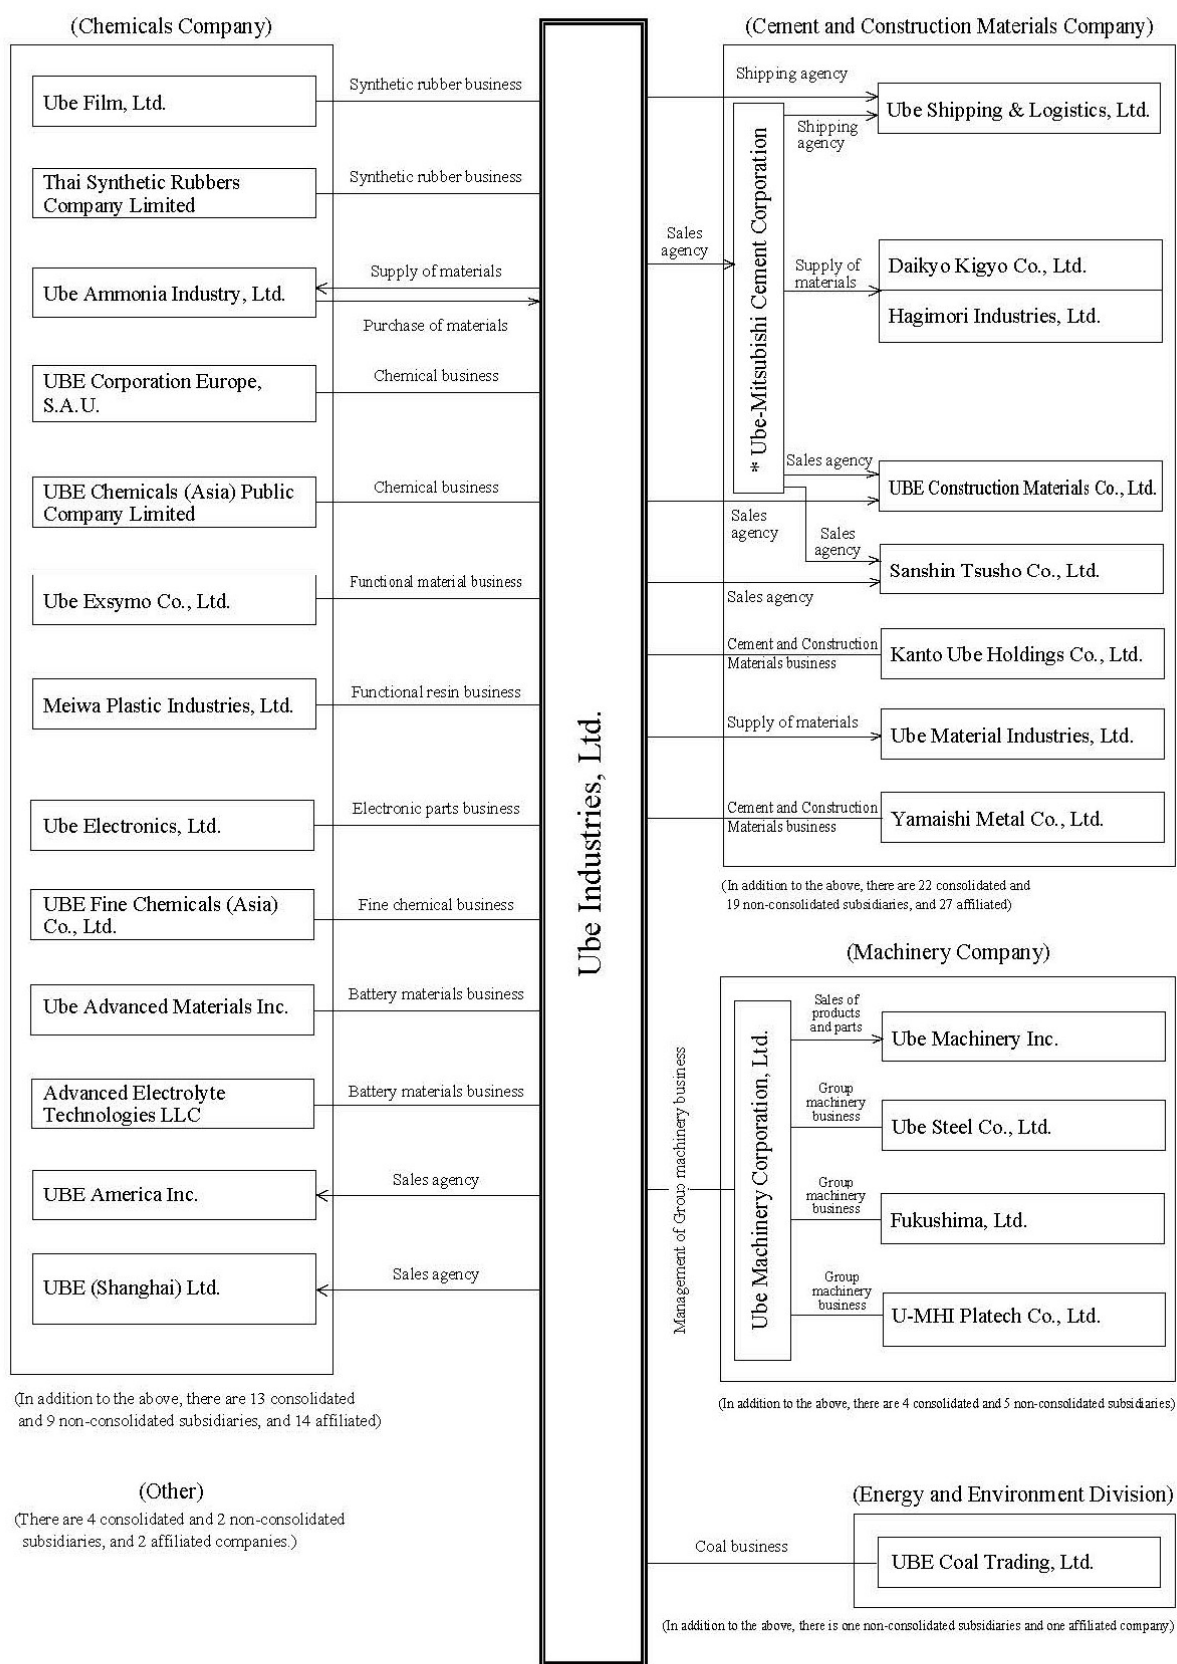 (Chemicals Company)
Ube Film, Ltd.
Synthetic rubber business
Thai Synthetic Rubbers
Company Limited
Synthetic rubber business
Ube Ammonia Industry, Ltd.
Supply of materials
Purchase of materials
UBE Corporation Europe,
S.A.U.
Chemical business
UBE Chemicals (Asia) Public
Company Limited
Chemical business
Ube Exsymo Co., Ltd.
Functional material business
Meiwa Plastic Industries, Ltd.
Functional resin business
Ube Electronics, Ltd.
Electronic parts business
UBE Fine Chemicals (Asia)
Co., Ltd.
Fine chemical business
Ube Advanced Materials Inc.
Battery materials business
Advanced Electrolyte
Technologies LLC
Battery materials business
UBE America Inc.
Sales agency
UBE (Shanghai) Ltd.
Sales agency
(In addition to the above, there are 13 consolidated
and 9 non-consolidated subsidiaries, and 14 affiliated)
(Other)
(There are 4 consolidated and 2 non-consolidated
subsidiaries, and 2 affiliated companies.)
Ube Industries, Ltd.
(Cement and Construction Materials Company)
Shipping agency
Ube Shipping & Logistics, Ltd.
Shipping
agency
Sales
agency
* Ube-Mitsubishi Cement Corporation
Supply of
materials
Daikyo Kigyo Co., Ltd.
Hagimori Industries, Ltd.
Sales agency
UBE Construction Materials Co., Ltd.
Sales
agency
Sales
agency
Sanshin Tsusho Co., Ltd.
Sales agency
Cement and Construction
Materials business
Kanto Ube Holdings Co., Ltd.
Supply of materials
Ube Material Industries, Ltd.
Cement and Construction
Materials business
Yamaishi Metal Co., Ltd.
(In addition to the above, there are 22 consolidated and
19 non-consolidated subsidiaries, and 27 affiliated)
(Machinery Company)
Management of Group machinery business
Ube Machinery Corporation, Ltd.
Sales of
products
and parts
Ube Machinery Inc.
Group
machinery
business
Ube Steel Co., Ltd.
Group
machinery
business
Fukushima, Ltd.
Group
machinery
business
U-MHI Platech Co., Ltd.
(In addition to the above, there are 4 consolidated and 5 non-consolidated subsidiaries.)
(Energy and Environment Division)
Coal business
UBE Coal Trading, Ltd.
(In addition to the above, there is one non-consolidated subsidiaries and one affiliated company.)